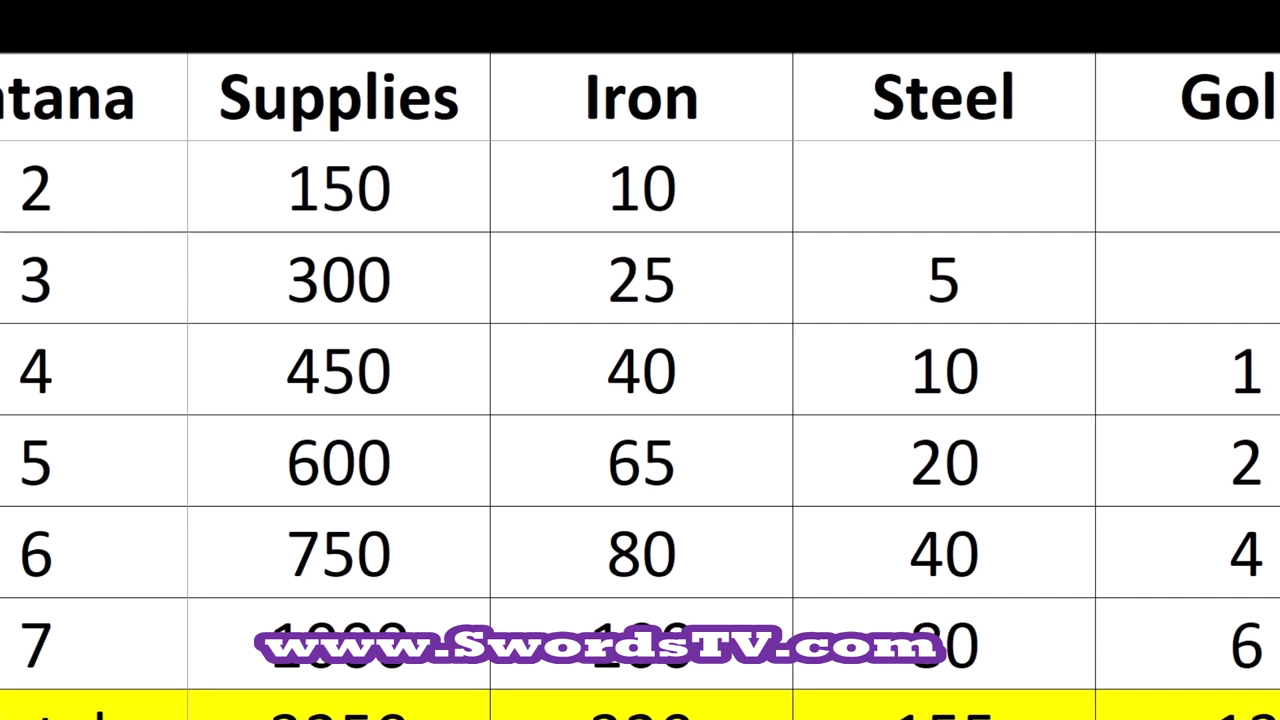 tana Supplies Iron Steel Gol
2 150 10
3 300 25 5
4 450 40 10 1
5 600 65 20 2
6 750 80 40 4
7 6
www.SwordsTV.com